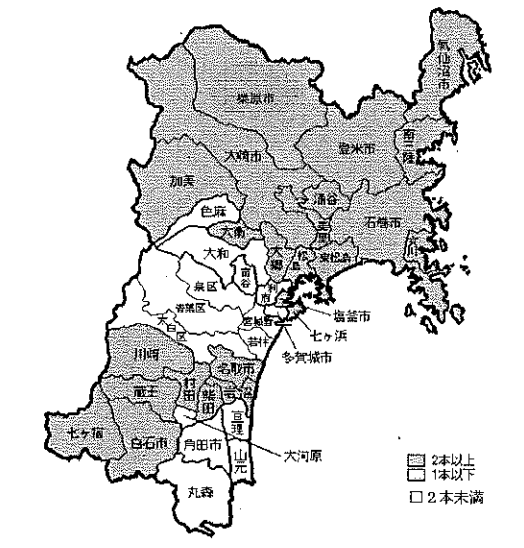 気仙沼市
栗原市
南三陸
登米市
大崎市
加美
涌谷
色麻
美里
石巻市
大衡
女川
大和
大郷
松島
東松島
富谷
泉区
利府
塩釜市
青葉区
宮城野
七ヶ浜
太白区
若林
多賀城市
川崎
名取市
村田
柴田
岩沼
蔵王
亘理
七ヶ宿
白石市
角田市
大河原
山元
丸森
2本以上
1本以下
2本未満